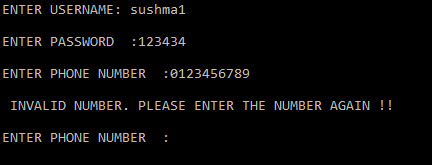 ENTER USERNAME: sushma1
ENTER PASSWORD  :123434
ENTER PHONE NUMBER  :0123456789
INVALID NUMBER. PLEASE ENTER THE NUMBER AGAIN !!
ENTER PHONE NUMBER  :